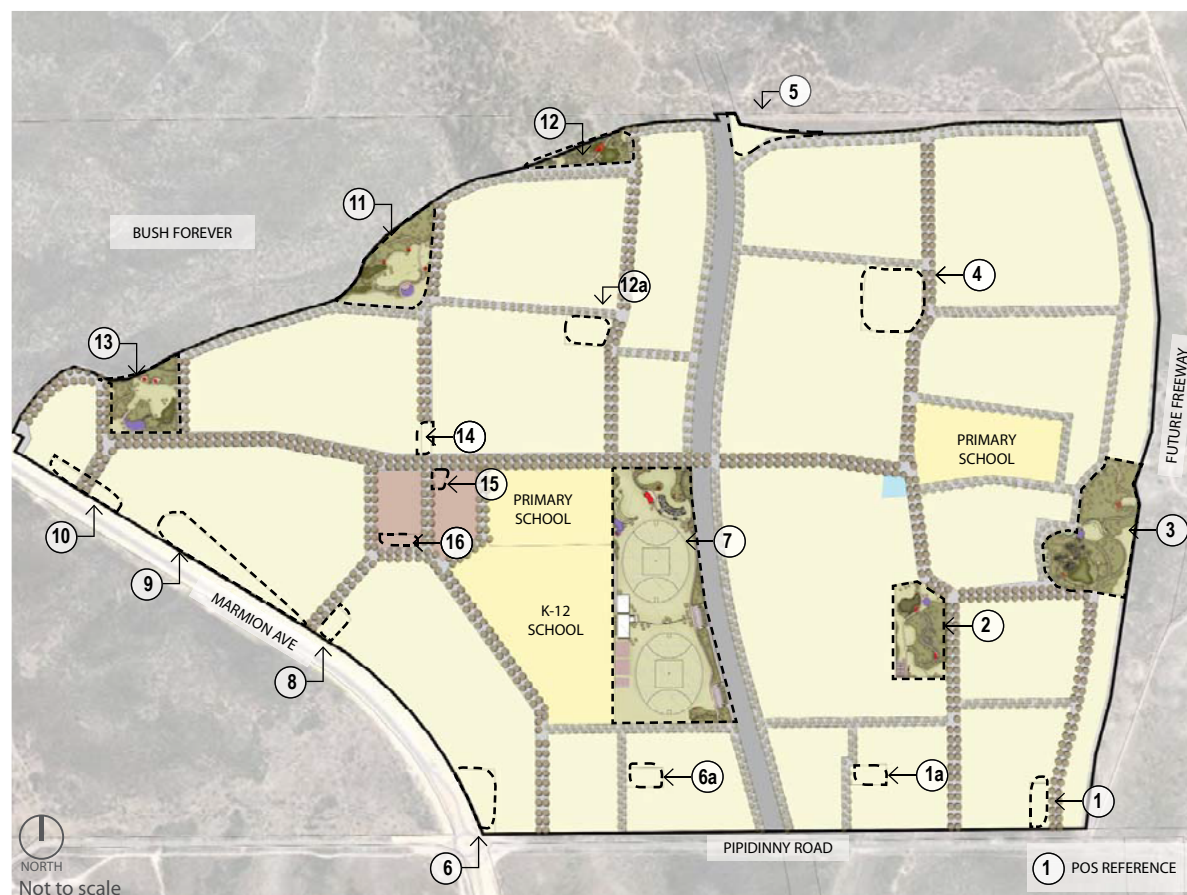 5
12
11
BUSH FOREVER
4
12a
13
FUTURE FREEWAY
14
PRIMARY
SCHOOL
15
PRIMARY
SCHOOL
3
10
16
7
9
MARMION AVE
K-12
SCHOOL
2
8
6a
1a
1
6
PIPIDINNY ROAD
NORTH
Not to scale
1 POS REFERENCE